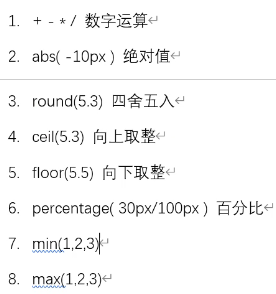 1. + - * / 数字运算↵
2. abs( -10px ) 绝对值↵
3. round(5.3) 四舍五入↵
4. ceil(5.3) 向上取整↵
5. floor(5.5) 向下取整↵
6. percentage( 30px/100px ) 百分比↵
7. min(1,2,3)↵
8. max(1,2,3)↵